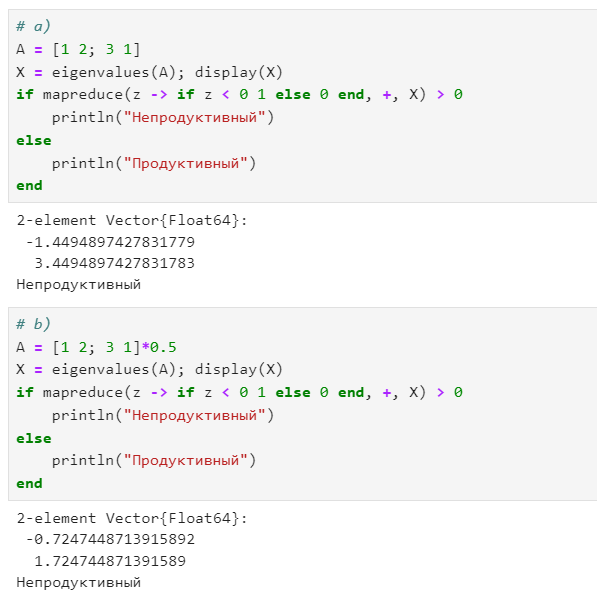 # a)
A = [1 2; 3 1]
X = eigenvalues(A); display(X)
if mapreduce(z -> if z < 0 1 else 0 end, +, X) > 0
    println("Непродуктивный")
else
    println("Продуктивный")
end
2-element Vector{Float64}:
 -1.4494897427831779
  3.4494897427831783
Непродуктивный
# b)
A = [1 2; 3 1]*0.5
X = eigenvalues(A); display(X)
if mapreduce(z -> if z < 0 1 else 0 end, +, X) > 0
    println("Непродуктивный")
else
    println("Продуктивный")
end
2-element Vector{Float64}:
 -0.7247448713915892
  1.724744871391589
Непродуктивный